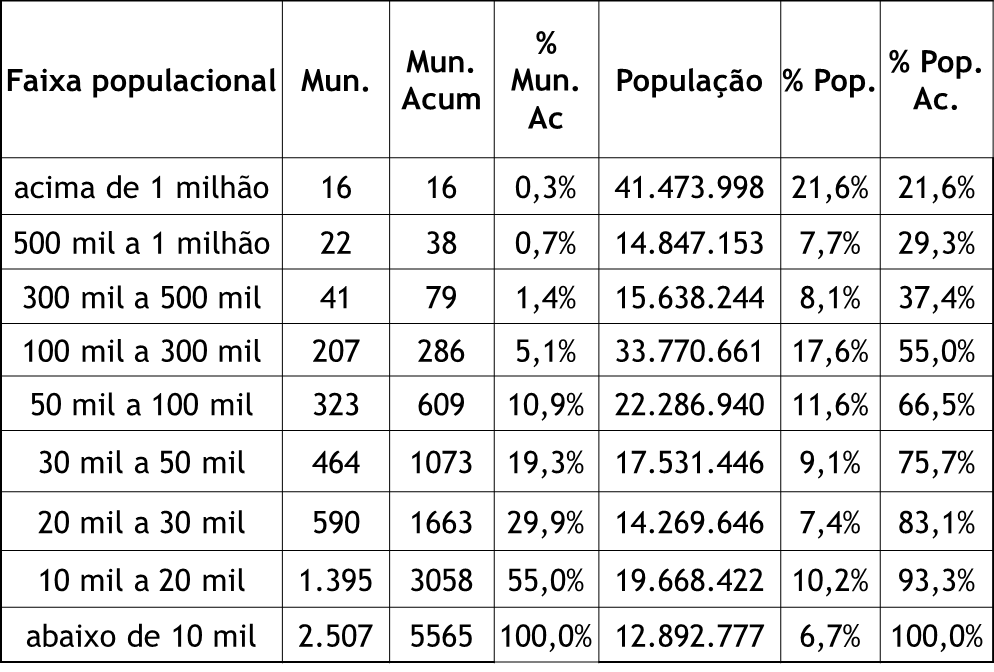 Faixa populacional Mun. Mun. Acum % Mun. Ac População % Pop. % Pop. Ac.
acima de 1 milhão 16 16 0,3% 41.473.998 21,6% 21,6%
500 mil a 1 milhão 22 38 0,7% 14.847.153 7,7% 29,3%
300 mil a 500 mil 41 79 1,4% 15.638.244 8,1% 37,4%
100 mil a 300 mil 207 286 5,1% 33.770.661 17,6% 55,0%
50 mil a 100 mil 323 609 10,9% 22.286.940 11,6% 66,5%
30 mil a 50 mil 464 1073 19,3% 17.531.446 9,1% 75,7%
20 mil a 30 mil 590 1663 29,9% 14.269.646 7,4% 83,1%
10 mil a 20 mil 1.395 3058 55,0% 19.668.422 10,2% 93,3%
abaixo de 10 mil 2.507 5565 100,0% 12.892.777 6,7% 100,0%